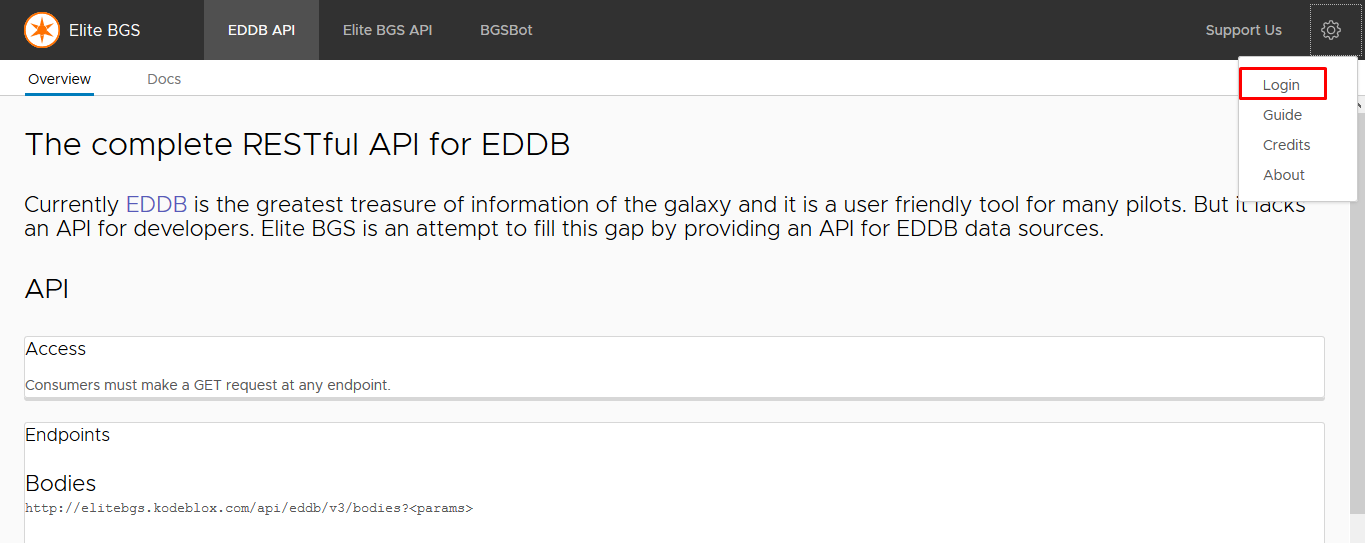 Elite BGS
EDDB API
Elite BGS API
BGSBot
Support Us
Overview
Docs
Login
Guide
Credits
About
The complete RESTful API for EDDB
Currently EDDB is the greatest treasure of information of the galaxy and it is a user friendly tool for many pilots. But it lacks
an API for developers. Elite BGS is an attempt to fill this gap by providing an API for EDDB data sources.
API
Access
Consumers must make a GET request at any endpoint.
Endpoints
Bodies
http://elitebgs.kodeblox.com/api/eddb/v3/bodies?<params>